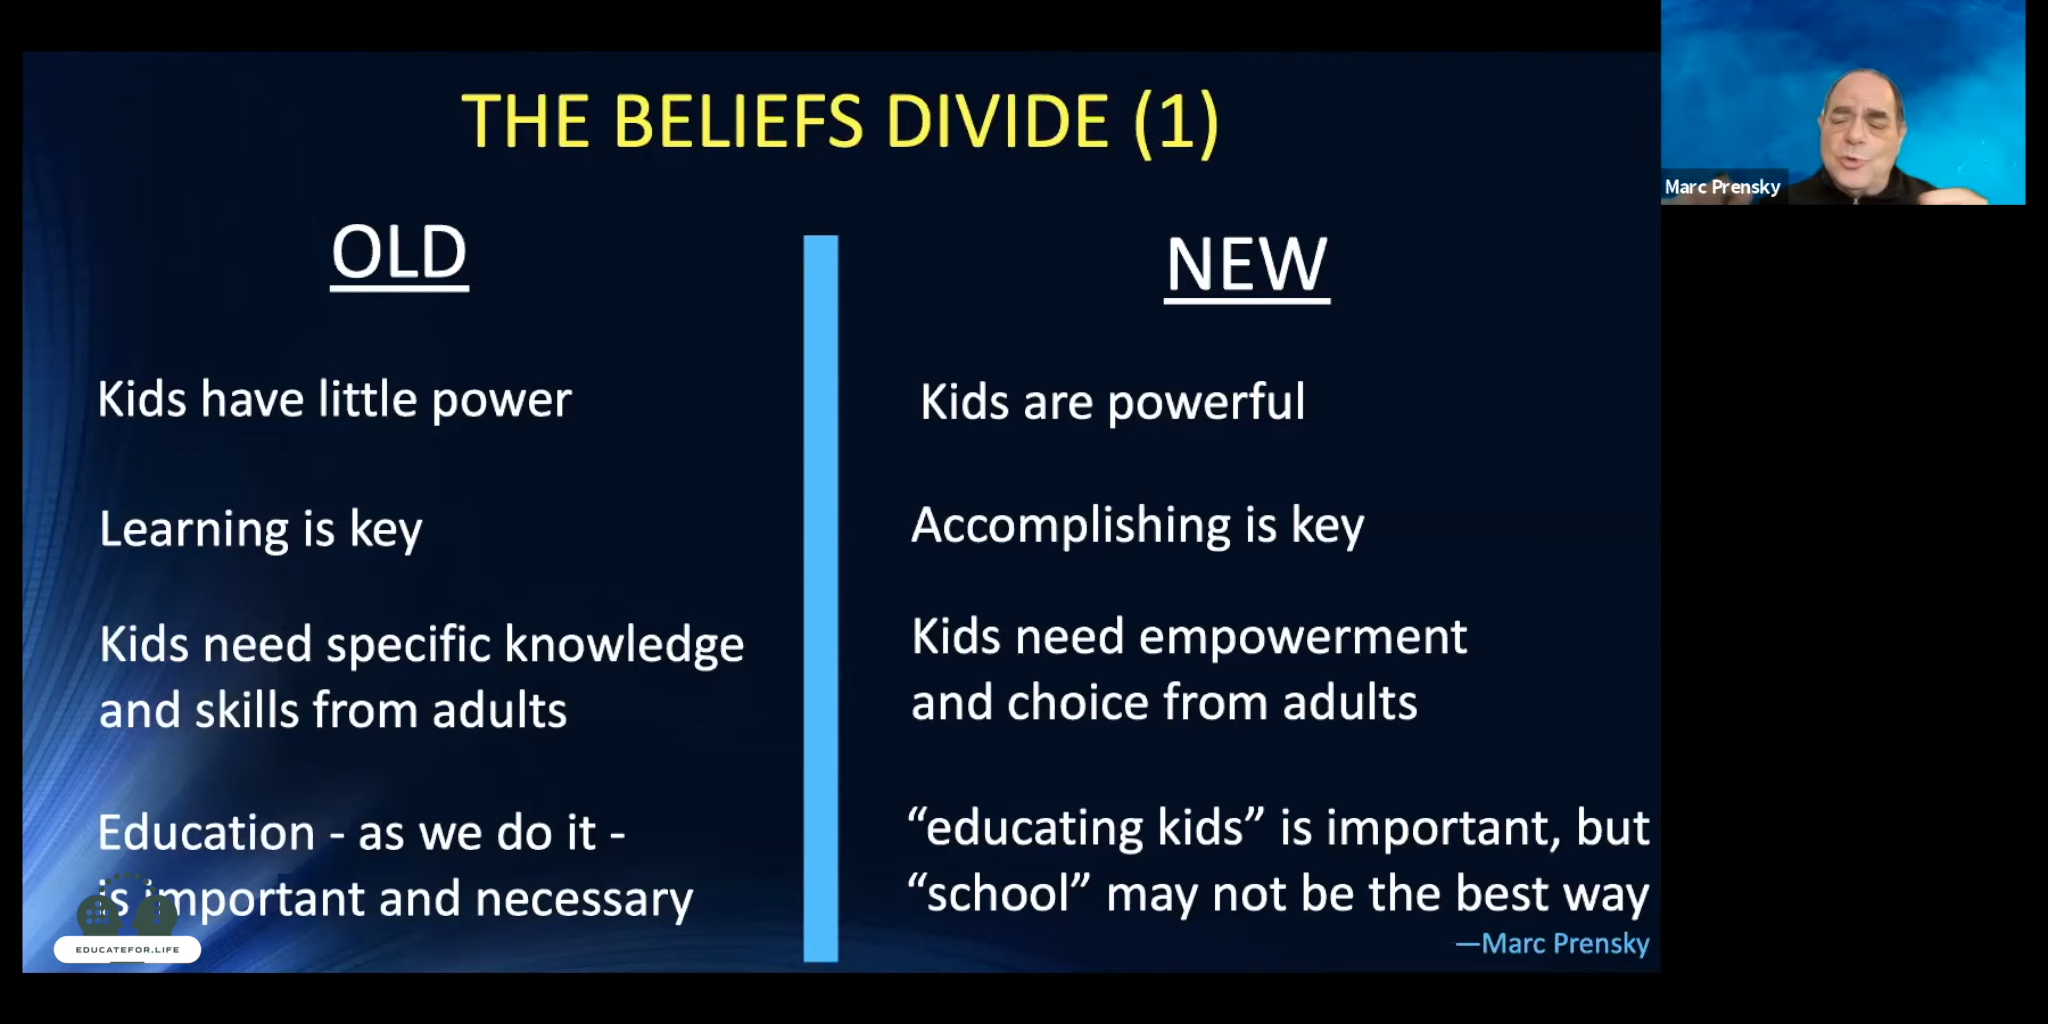 THE BELIEFS DIVIDE (1)
OLD
Kids have little power
Learning is key
Kids need specific knowledge
and skills from adults
Education - as we do it -
is important and necessary
NEW
Kids are powerful
Accomplishing is key
Kids need empowerment
and choice from adults
“educating kids” is important, but
“school” may not be the best way
—Marc Prensky
EDUCATEFOR.LIFE
Marc Prensky